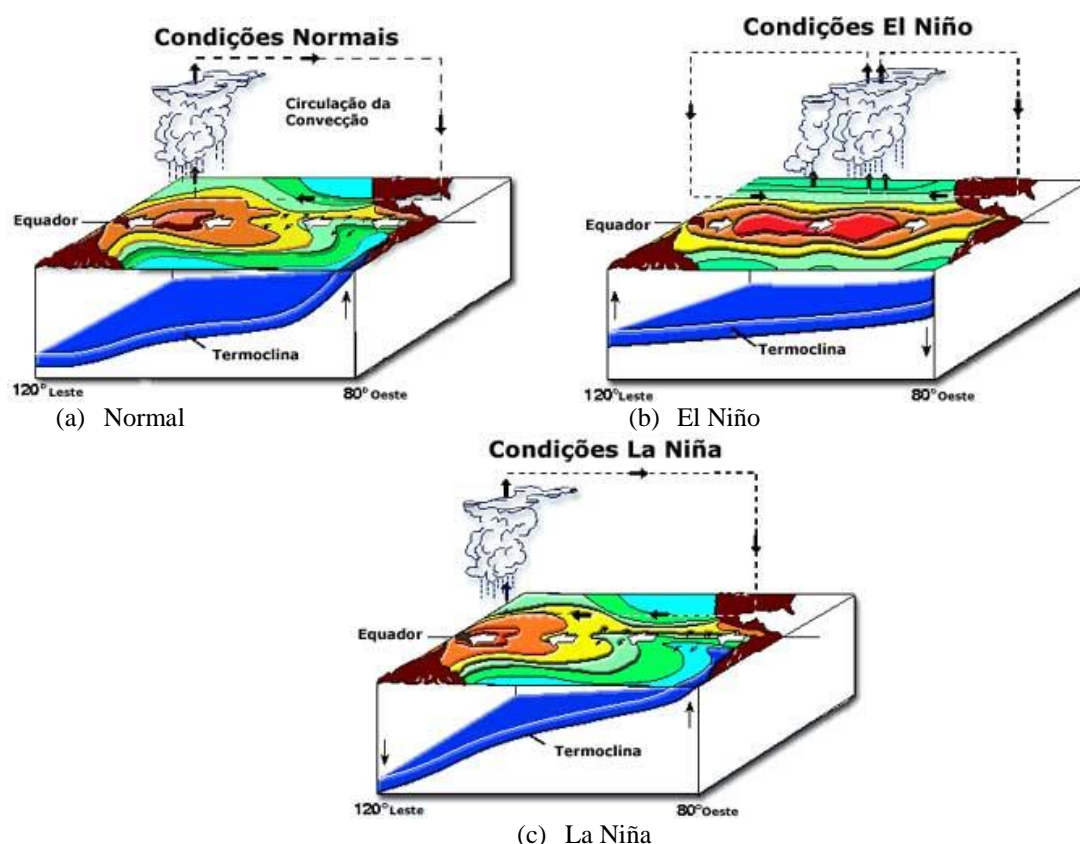 Condições Normais
Circulação da
Convecção
Equador
Termoclina
120° Leste
80° Oeste
(a) Normal
Condições El Niño
Equador
Termoclina
120° Leste
80° Oeste
(b) El Niño
Condições La Niña
Equador
Termoclina
120° Leste
80° Oeste
(c) La Niña